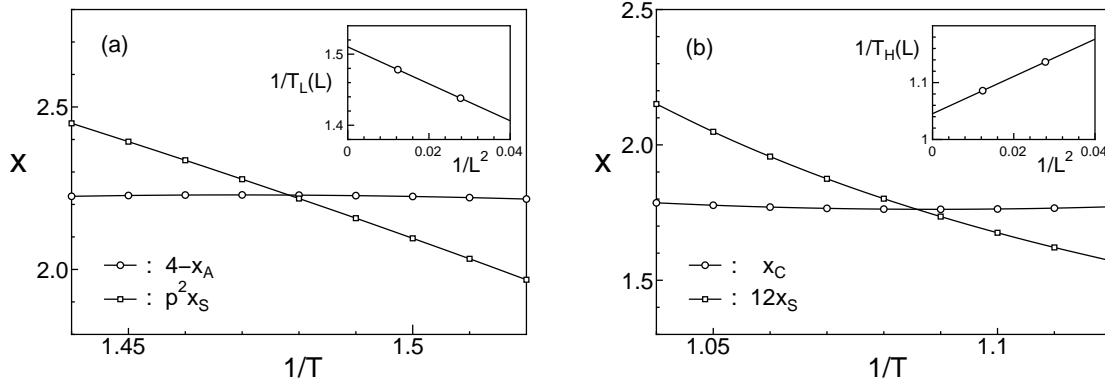 (a)
1/T_L(L)
1.5
1.4
0
0.02
0.04
1/L^2
2.5
2.0
x
: 4–x_A
: p^2x_S
1.45
1.5
1/T
(b)
1/T_H(L)
1.1
1
0
0.02
0.04
1/L^2
2.5
2.0
1.5
x
: x_C
: 12x_S
1.05
1.1
1/T